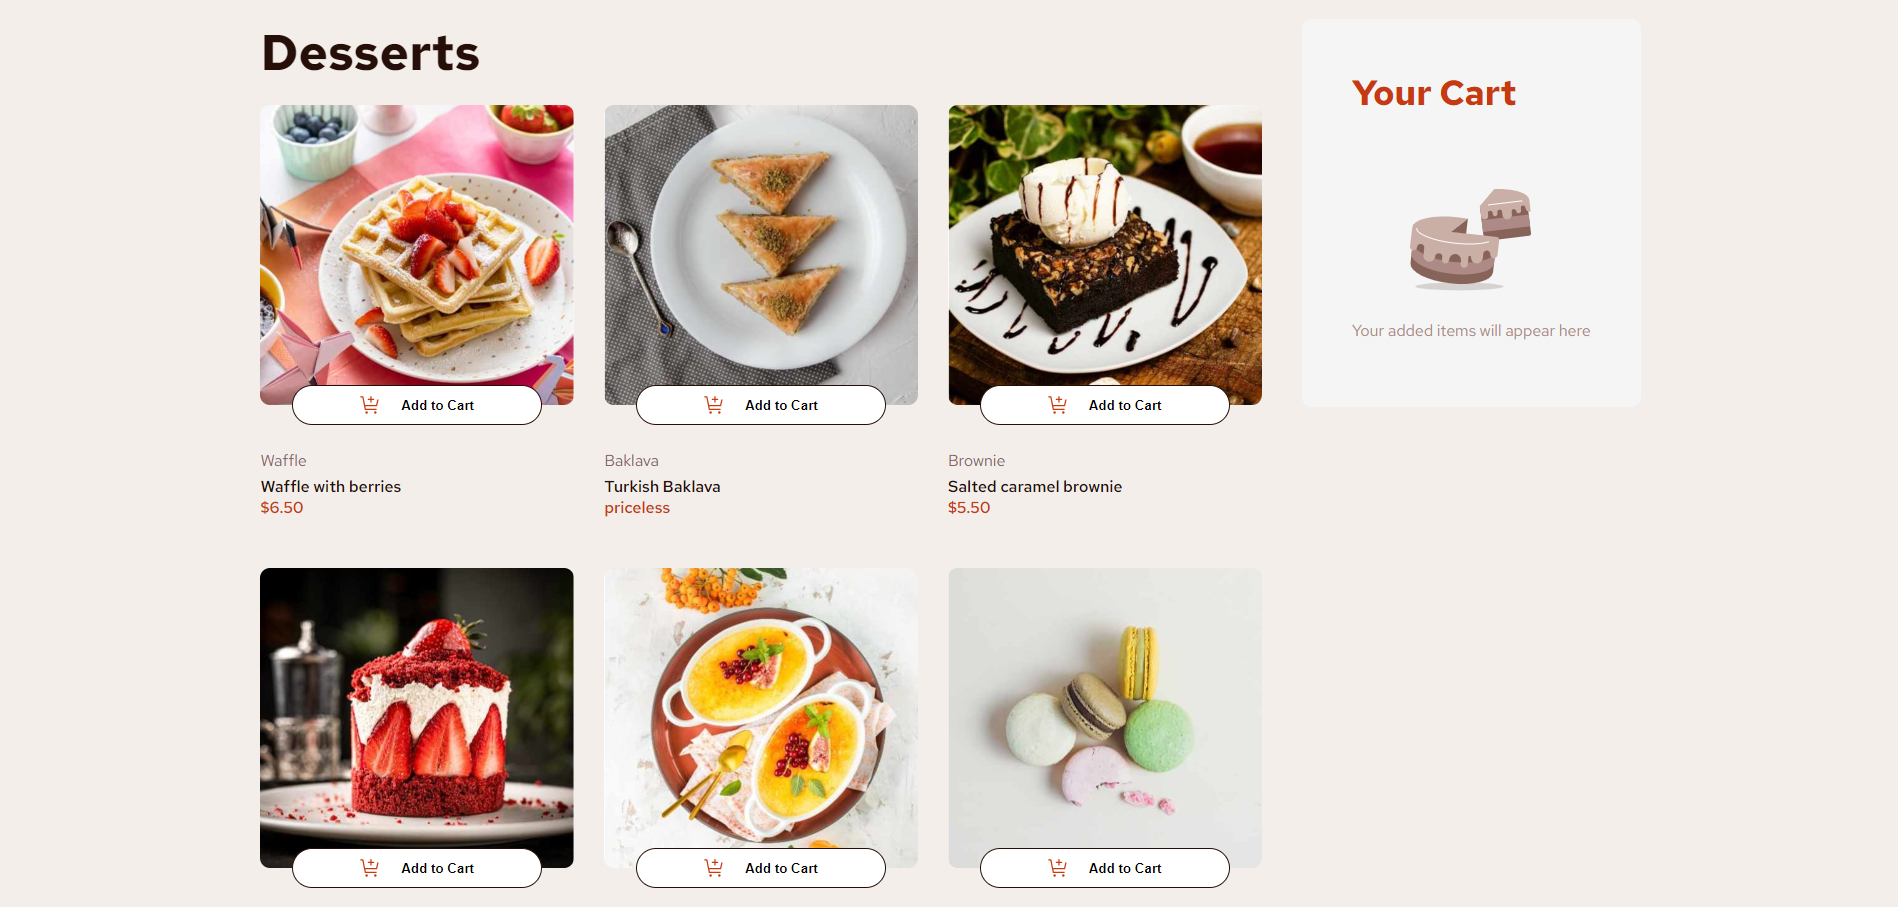 Desserts
Add to Cart
Waffle
Waffle with berries
$6.50
Add to Cart
Baklava
Turkish Baklava
priceless
Add to Cart
Brownie
Salted caramel brownie
$5.50
Add to Cart
Add to Cart
Add to Cart
Your Cart
Your added items will appear here